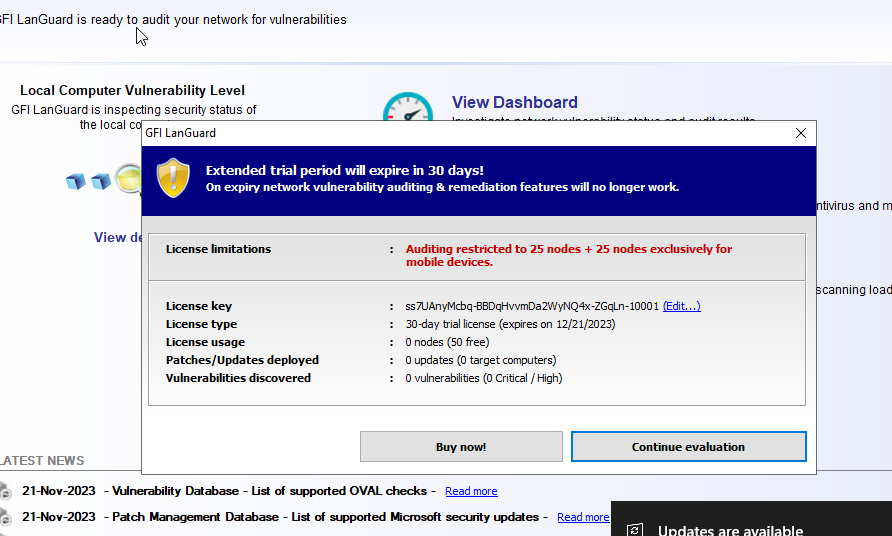 GFI LanGuard is ready to audit your network for vulnerabilities
Local Computer Vulnerability Level
GFI LanGuard is inspecting security status of
the local co
View Dashboard
GFI LanGuard
Extended trial period will expire in 30 days!
On expiry network vulnerability auditing & remediation features will no longer work.
ntivirus and m
View de
License limitations : Auditing restricted to 25 nodes + 25 nodes exclusively for
mobile devices.
scanning load
License key : ss7UAnyMcbq-BBDqHvvmDa2WyNQ4x-ZGqLn-10001 (Edit...)
License type : 30-day trial license (expires on 12/21/2023)
License usage : 0 nodes (50 free)
Patches/Updates deployed : 0 updates (0 target computers)
Vulnerabilities discovered : 0 vulnerabilities (0 Critical / High)
Buy now! Continue evaluation
LATEST NEWS
21-Nov-2023 - Vulnerability Database - List of supported OVAL checks - Read more
21-Nov-2023 - Patch Management Database - List of supported Microsoft security updates - Read more
Updates are available